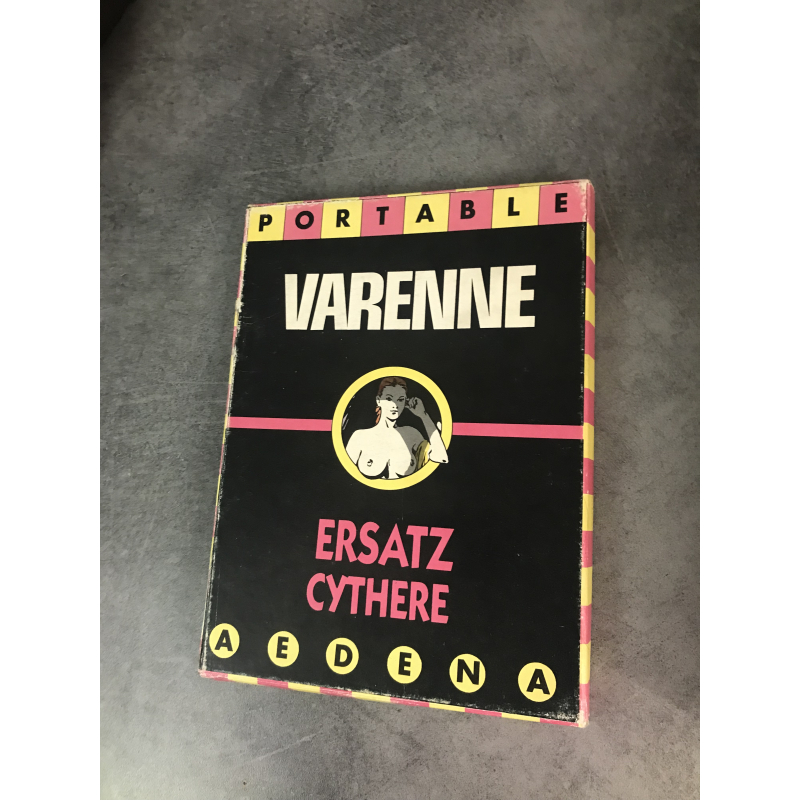 PORTABLE
VARENNE
ERSATZ
CYTHERE
AEDENA